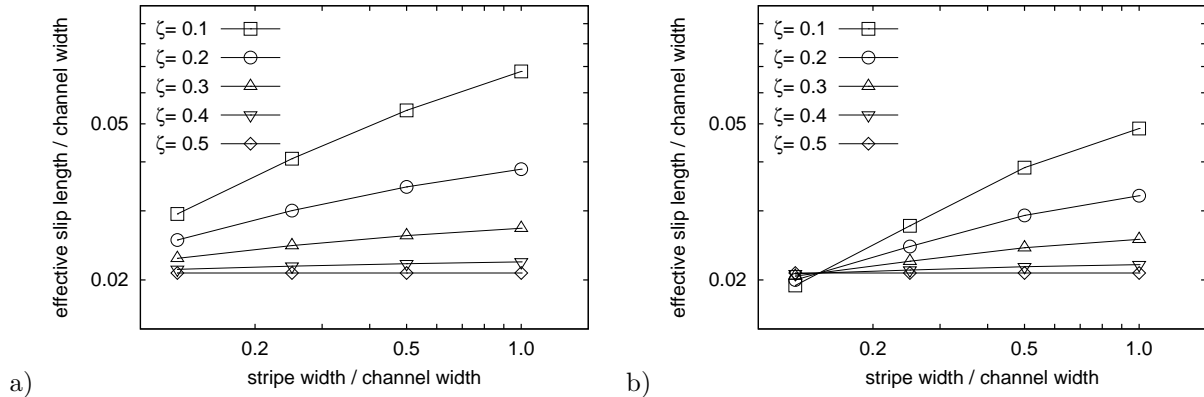 effective slip length / channel width
ζ= 0.1
ζ= 0.2
ζ= 0.3
ζ= 0.4
ζ= 0.5
0.05
0.02
0.2 0.5 1.0
stripe width / channel width
a)
effective slip length / channel width
ζ= 0.1
ζ= 0.2
ζ= 0.3
ζ= 0.4
ζ= 0.5
0.05
0.02
0.2 0.5 1.0
stripe width / channel width
b)